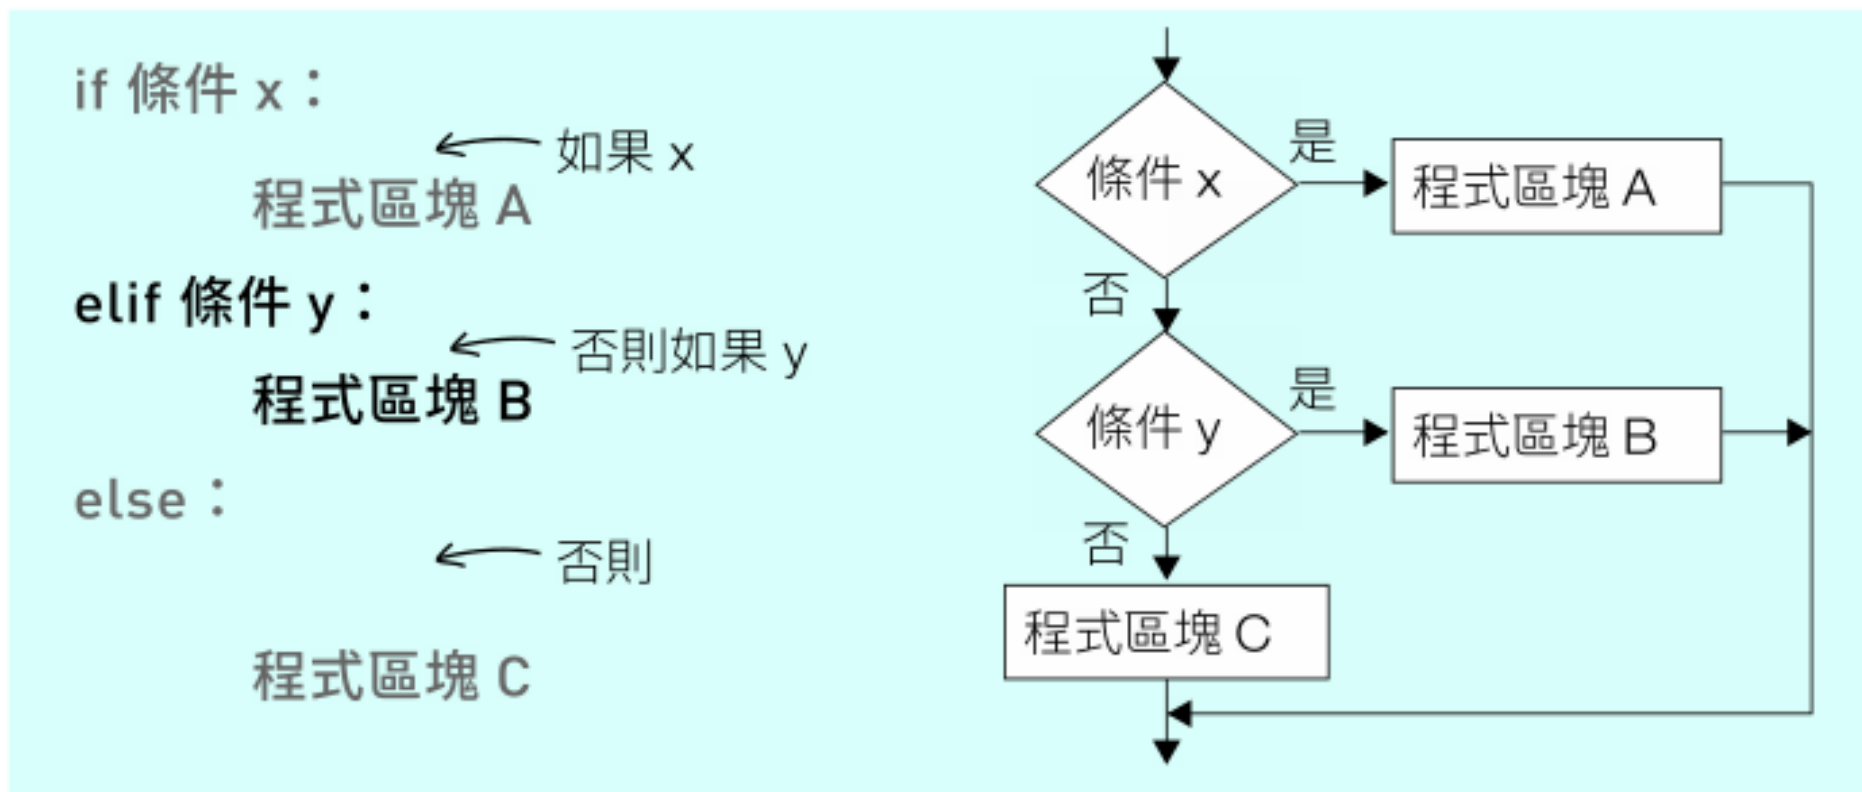 if 條件 x：
如果 x
程式區塊 A
elif 條件 y：
否則如果 y
程式區塊 B
else：
否則
程式區塊 C
條件 x
是
程式區塊 A
否
條件 y
是
程式區塊 B
否
程式區塊 C